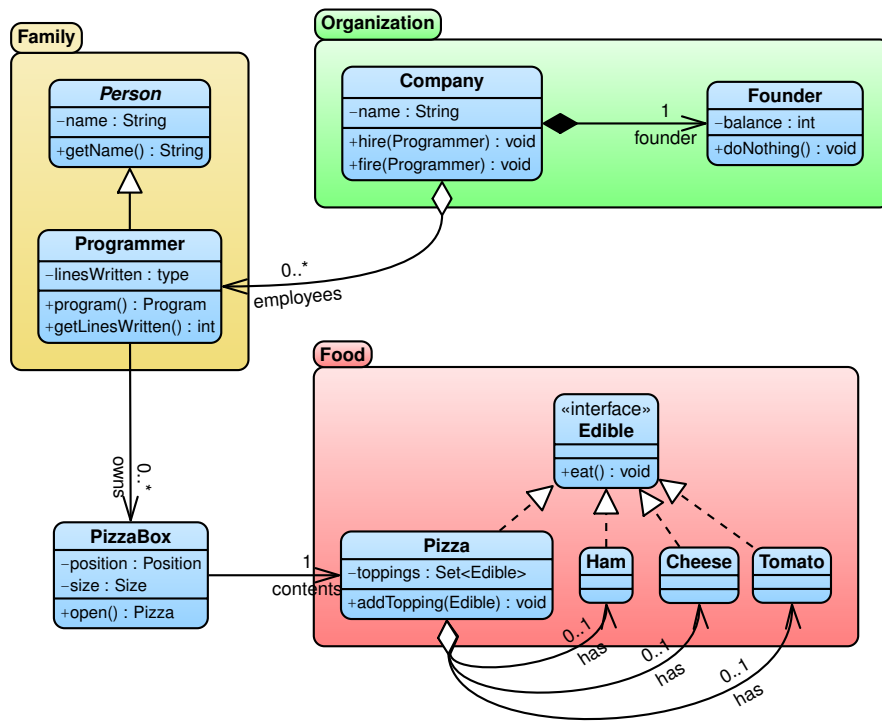 Family
Person
−name : String
+getName() : String
Programmer
−linesWritten : type
+program() : Program
+getLinesWritten() : int
Organization
Company
−name : String
+hire(Programmer) : void
+fire(Programmer) : void
1
founder
Founder
−balance : int
+doNothing() : void
0..*
employees
0..*
owns
PizzaBox
−position : Position
−size : Size
+open() : Pizza
1
contents
Food
«interface»
Edible
+eat() : void
Pizza
−toppings : Set<Edible>
+addTopping(Edible) : void
Ham
Cheese
Tomato
0..1
has
0..1
has
0..1
has